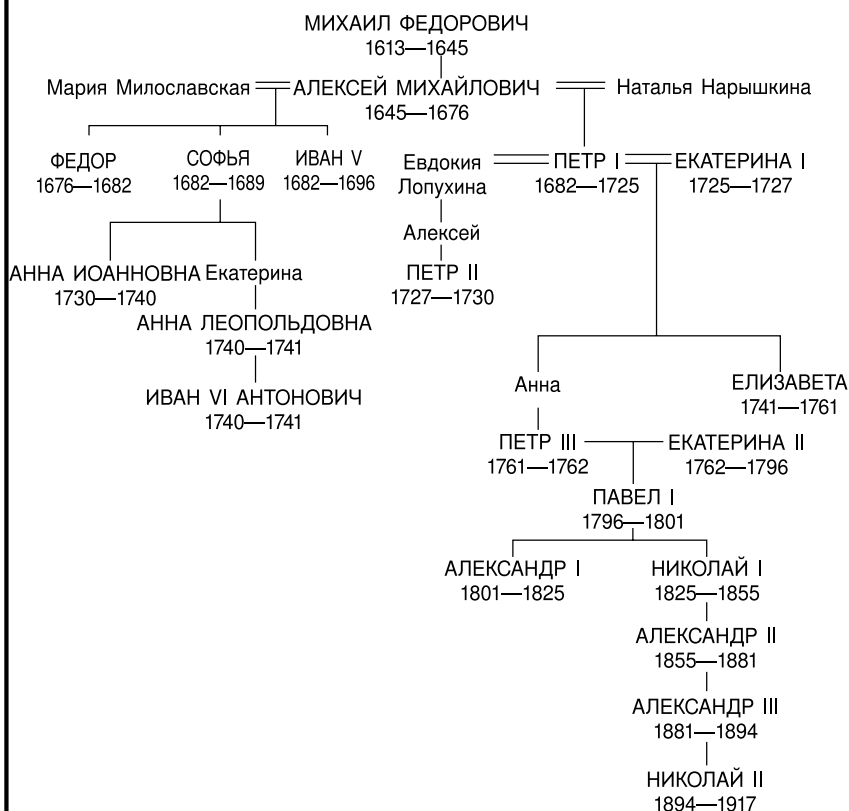 МИХАИЛ ФЕДОРОВИЧ
1613—1645
Мария Милославская АЛЕКСЕЙ МИХАЙЛОВИЧ Наталья Нарышкина
1645—1676
ФЕДОР СОФЬЯ ИВАН V Евдокия ПЕТР I ЕКАТЕРИНА I
1676—1682 1682—1689 1682—1696 Лопухина 1682—1725 1725—1727
Алексей
АННА ИОАННОВНА Екатерина ПЕТР II
1730—1740 1727—1730
АННА ЛЕОПОЛЬДОВНА
1740—1741
Анна ЕЛИЗАВЕТА
ИВАН VI АНТОНОВИЧ 1741—1761
1740—1741
ПЕТР III ЕКАТЕРИНА II
1761—1762 1762—1796
ПАВЕЛ I
1796—1801
АЛЕКСАНДР I НИКОЛАЙ I
1801—1825 1825—1855
АЛЕКСАНДР II
1855—1881
АЛЕКСАНДР III
1881—1894
НИКОЛАЙ II
1894—1917